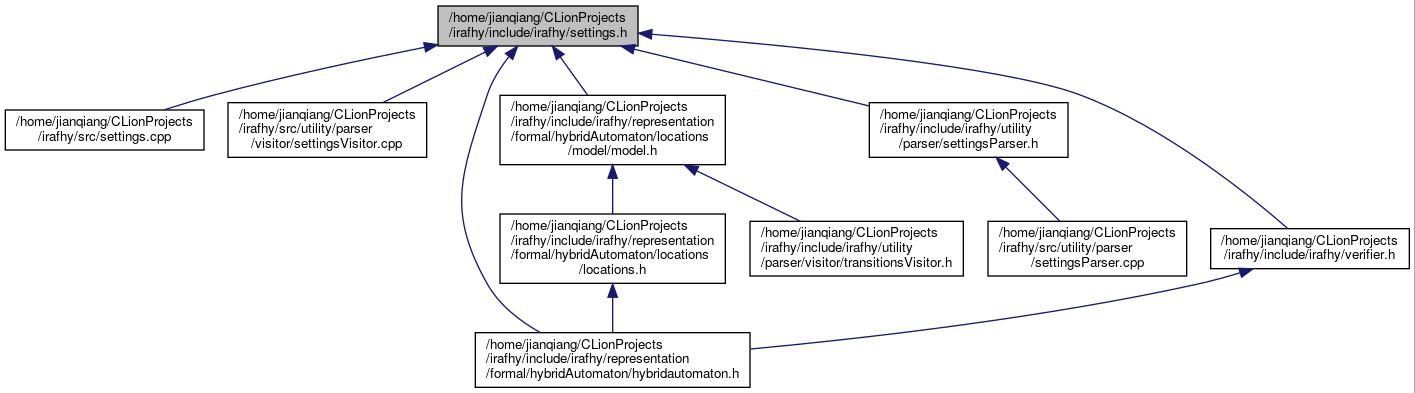 /home/jianqiang/CLionProjects
/irafhy/include/irafhy/settings.h
/home/jianqiang/CLionProjects
/irafhy/src/settings.cpp
/home/jianqiang/CLionProjects
/irafhy/src/utility/parser
/visitor/settingsVisitor.cpp
/home/jianqiang/CLionProjects
/irafhy/include/irafhy/representation
/formal/hybridAutomaton/locations
/model/model.h
/home/jianqiang/CLionProjects
/irafhy/include/irafhy/utility
/parser/settingsParser.h
/home/jianqiang/CLionProjects
/irafhy/include/irafhy/representation
/formal/hybridAutomaton/locations
/locations.h
/home/jianqiang/CLionProjects
/irafhy/include/irafhy/utility
/parser/visitor/transitionsVisitor.h
/home/jianqiang/CLionProjects
/irafhy/src/utility/parser
/settingsParser.cpp
/home/jianqiang/CLionProjects
/irafhy/include/irafhy/verifier.h
/home/jianqiang/CLionProjects
/irafhy/include/irafhy/representation
/formal/hybridAutomaton/hybridautomaton.h